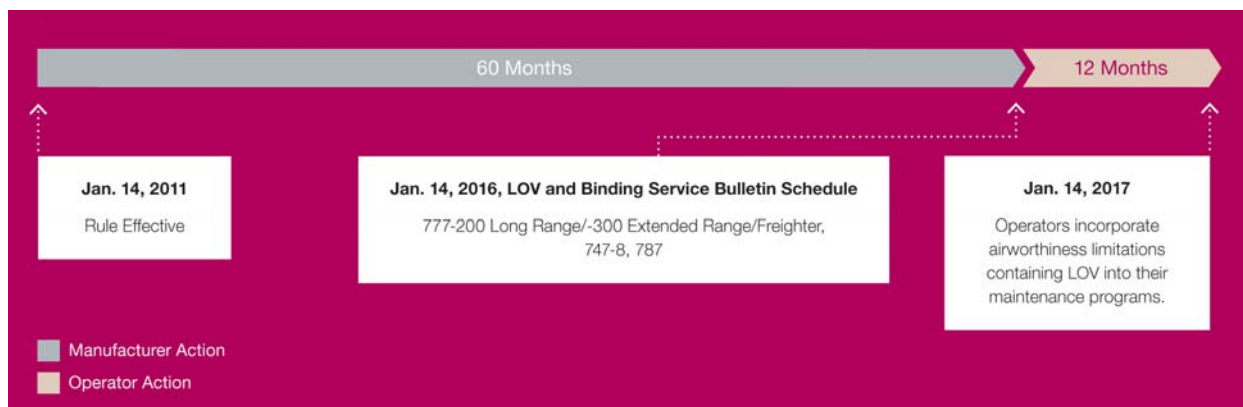 60 Months
12 Months
Jan. 14, 2011
Rule Effective
Jan. 14, 2016, LOV and Binding Service Bulletin Schedule
777-200 Long Range/-300 Extended Range/Freighter,
747-8, 787
Jan. 14, 2017
Operators incorporate
airworthiness limitations
containing LOV into their
maintenance programs.
Manufacturer Action
Operator Action